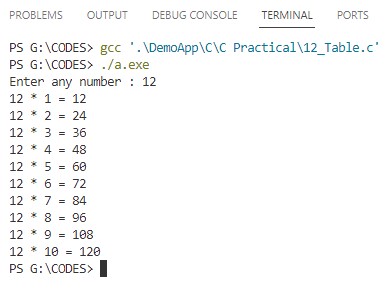 PROBLEMS OUTPUT DEBUG CONSOLE TERMINAL PORTS
PS G:\CODES> gcc '.\DemoApp\C\C Practical\12_Table.c'
PS G:\CODES> ./a.exe
Enter any number : 12
12 * 1 = 12
12 * 2 = 24
12 * 3 = 36
12 * 4 = 48
12 * 5 = 60
12 * 6 = 72
12 * 7 = 84
12 * 8 = 96
12 * 9 = 108
12 * 10 = 120
PS G:\CODES>